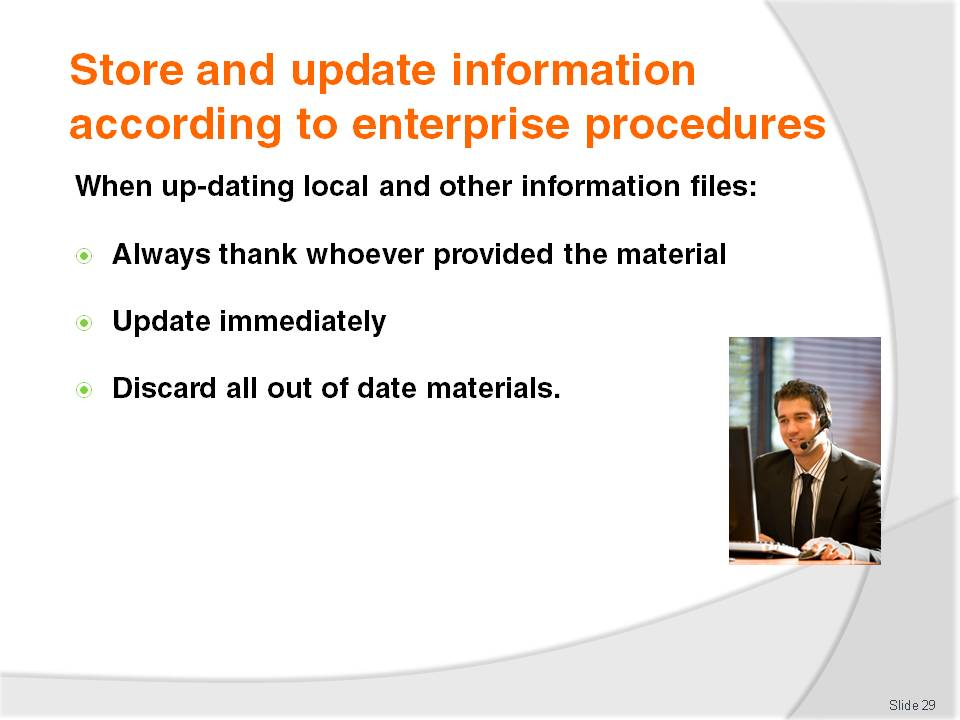 Store and update information
according to enterprise procedures
When up-dating local and other information files:
Always thank whoever provided the material
Update immediately
Discard all out of date materials.
Slide 29